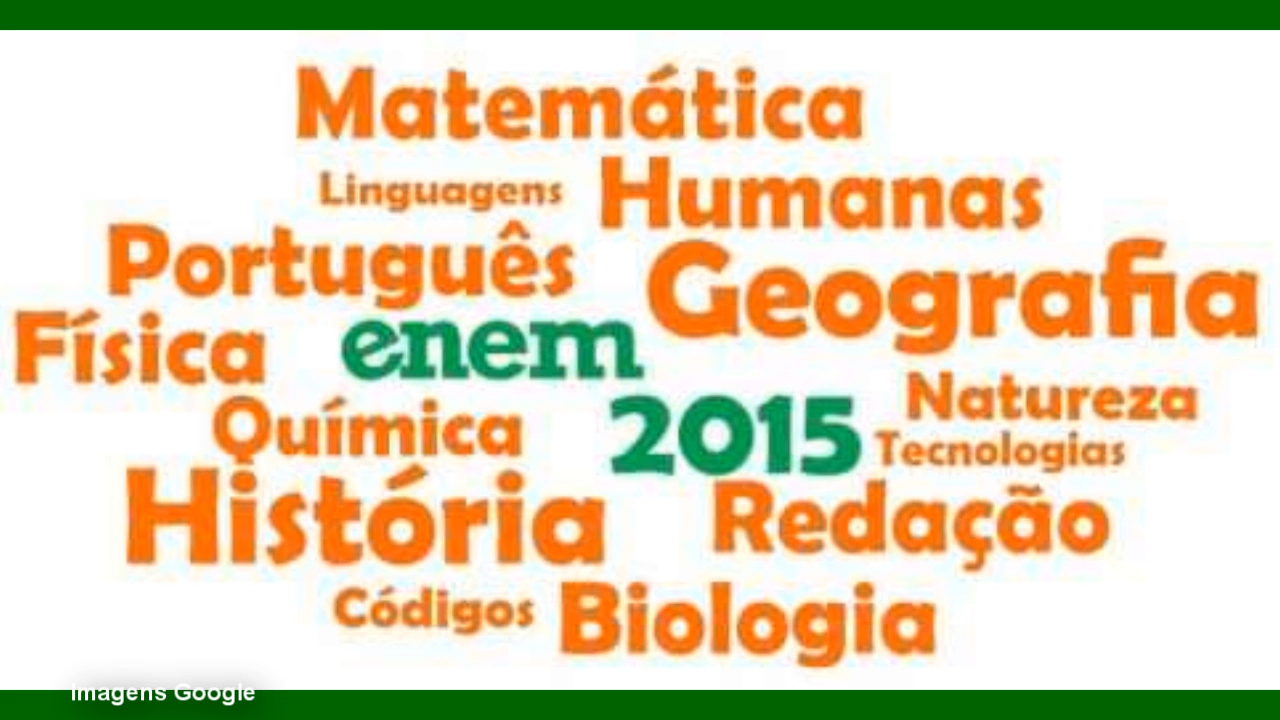 Matemática
Linguagens Humanas
Português Geografia
Física enem
Natureza
Química 2015 Tecnologias
História Redação
Códigos Biologia
Imagens Google